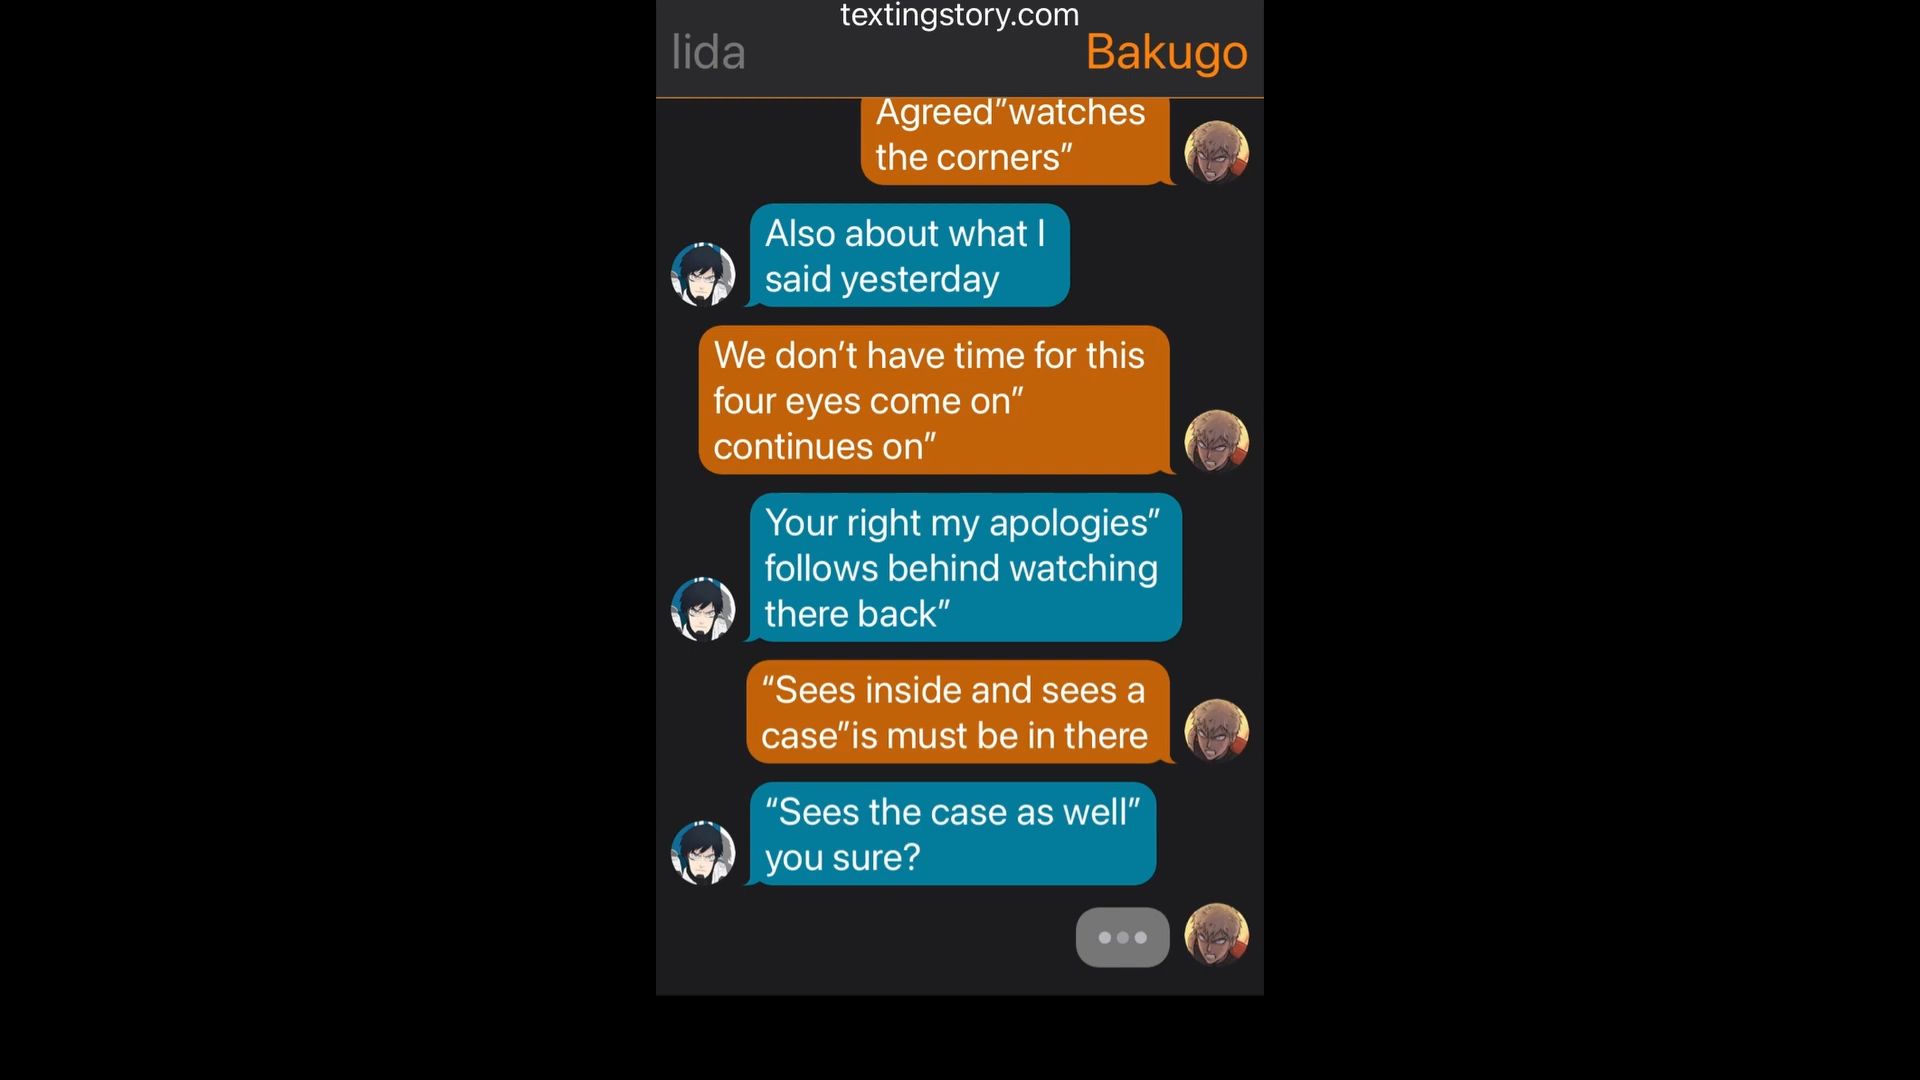 textingstory.com
Iida
Bakugo
Agreed”watches
the corners”
Also about what I
said yesterday
We don’t have time for this
four eyes come on”
continues on”
Your right my apologies”
follows behind watching
there back”
“Sees inside and sees a
case”is must be in there
“Sees the case as well”
you sure?